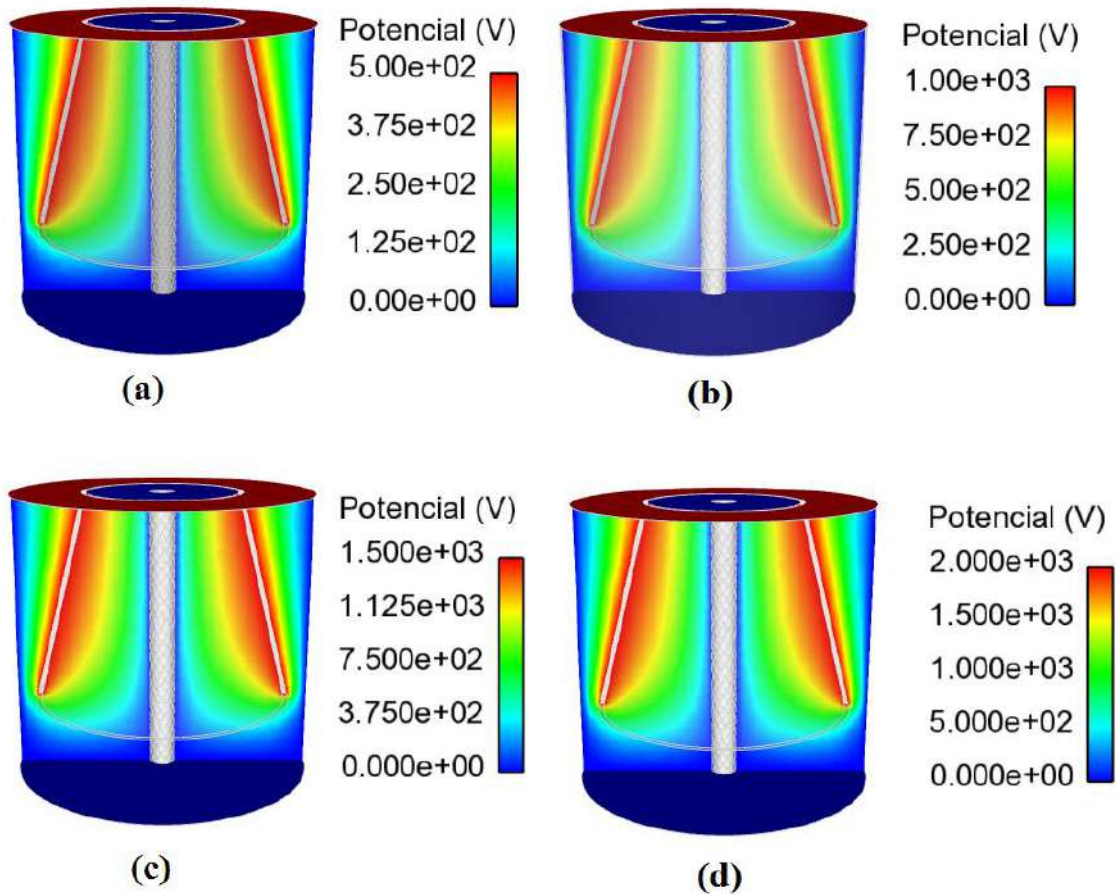 Potencial (V)
5.00e+02
3.75e+02
2.50e+02
1.25e+02
0.00e+00
(a)
Potencial (V)
1.00e+03
7.50e+02
5.00e+02
2.50e+02
0.00e+00
(b)
Potencial (V)
1.500e+03
1.125e+03
7.500e+02
3.750e+02
0.000e+00
(c)
Potencial (V)
2.000e+03
1.500e+03
1.000e+03
5.000e+02
0.000e+00
(d)